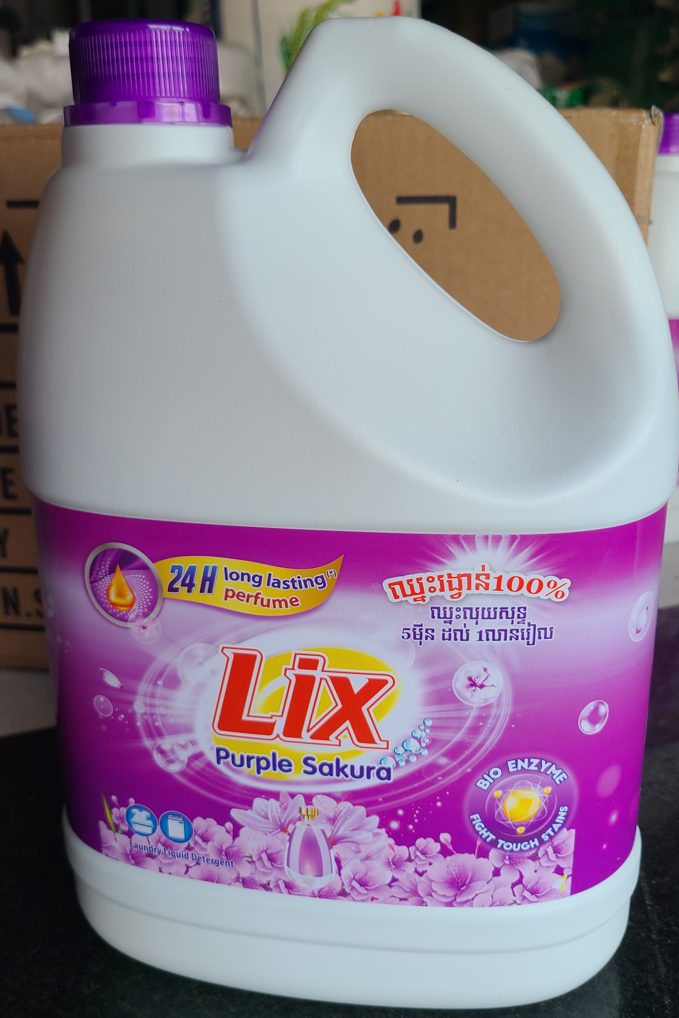 24H long lasting(*)
perfume
ឈ្នះរង្វាន់100%
ឈ្នះលុយសុទ្ធ
5ម៉ឺន ដល់ 1លានរៀល
Lix
Purple Sakura
BIO ENZYME
FIGHT TOUGH STAINS
Laundry Liquid Detergent